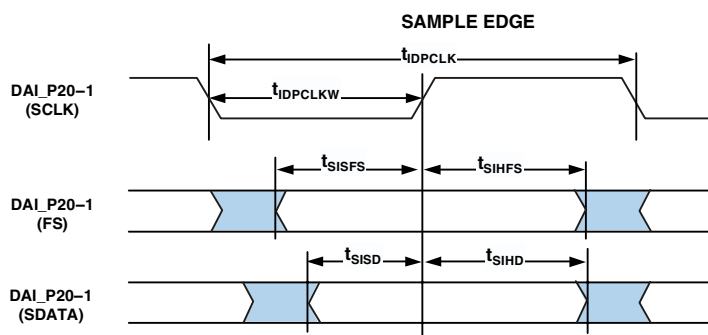 SAMPLE EDGE
tIDPCLK
DAI_P20–1
(SCLK)
tIDPCLKW
tSISFS
tSIHFS
DAI_P20–1
(FS)
tSISD
tSIHD
DAI_P20–1
(SDATA)